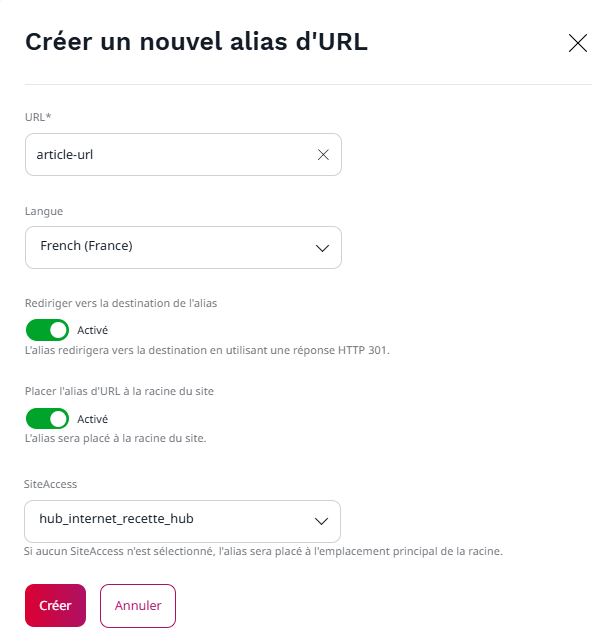 Créer un nouvel alias d'URL
URL*
article-url
Langue
French (France)
Rediriger vers la destination de l'alias
Activé
L'alias redirigera vers la destination en utilisant une réponse HTTP 301.
Placer l'alias d'URL à la racine du site
Activé
L'alias sera placé à la racine du site.
SiteAccess
hub_internet_recette_hub
Si aucun SiteAccess n'est sélectionné, l'alias sera placé à l'emplacement principal de la racine.
Créer
Annuler